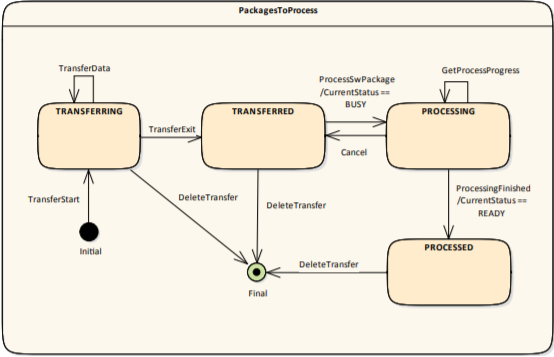 PackagesToProcess
TransferData
ProcessSwPackage
/CurrentStatus ==
BUSY
GetProcessProgress
TRANSFERRING
TRANSFERRED
PROCESSING
TransferExit
Cancel
TransferStart
DeleteTransfer
DeleteTransfer
ProcessingFinished
/CurrentStatus ==
READY
Initial
PROCESSED
DeleteTransfer
Final